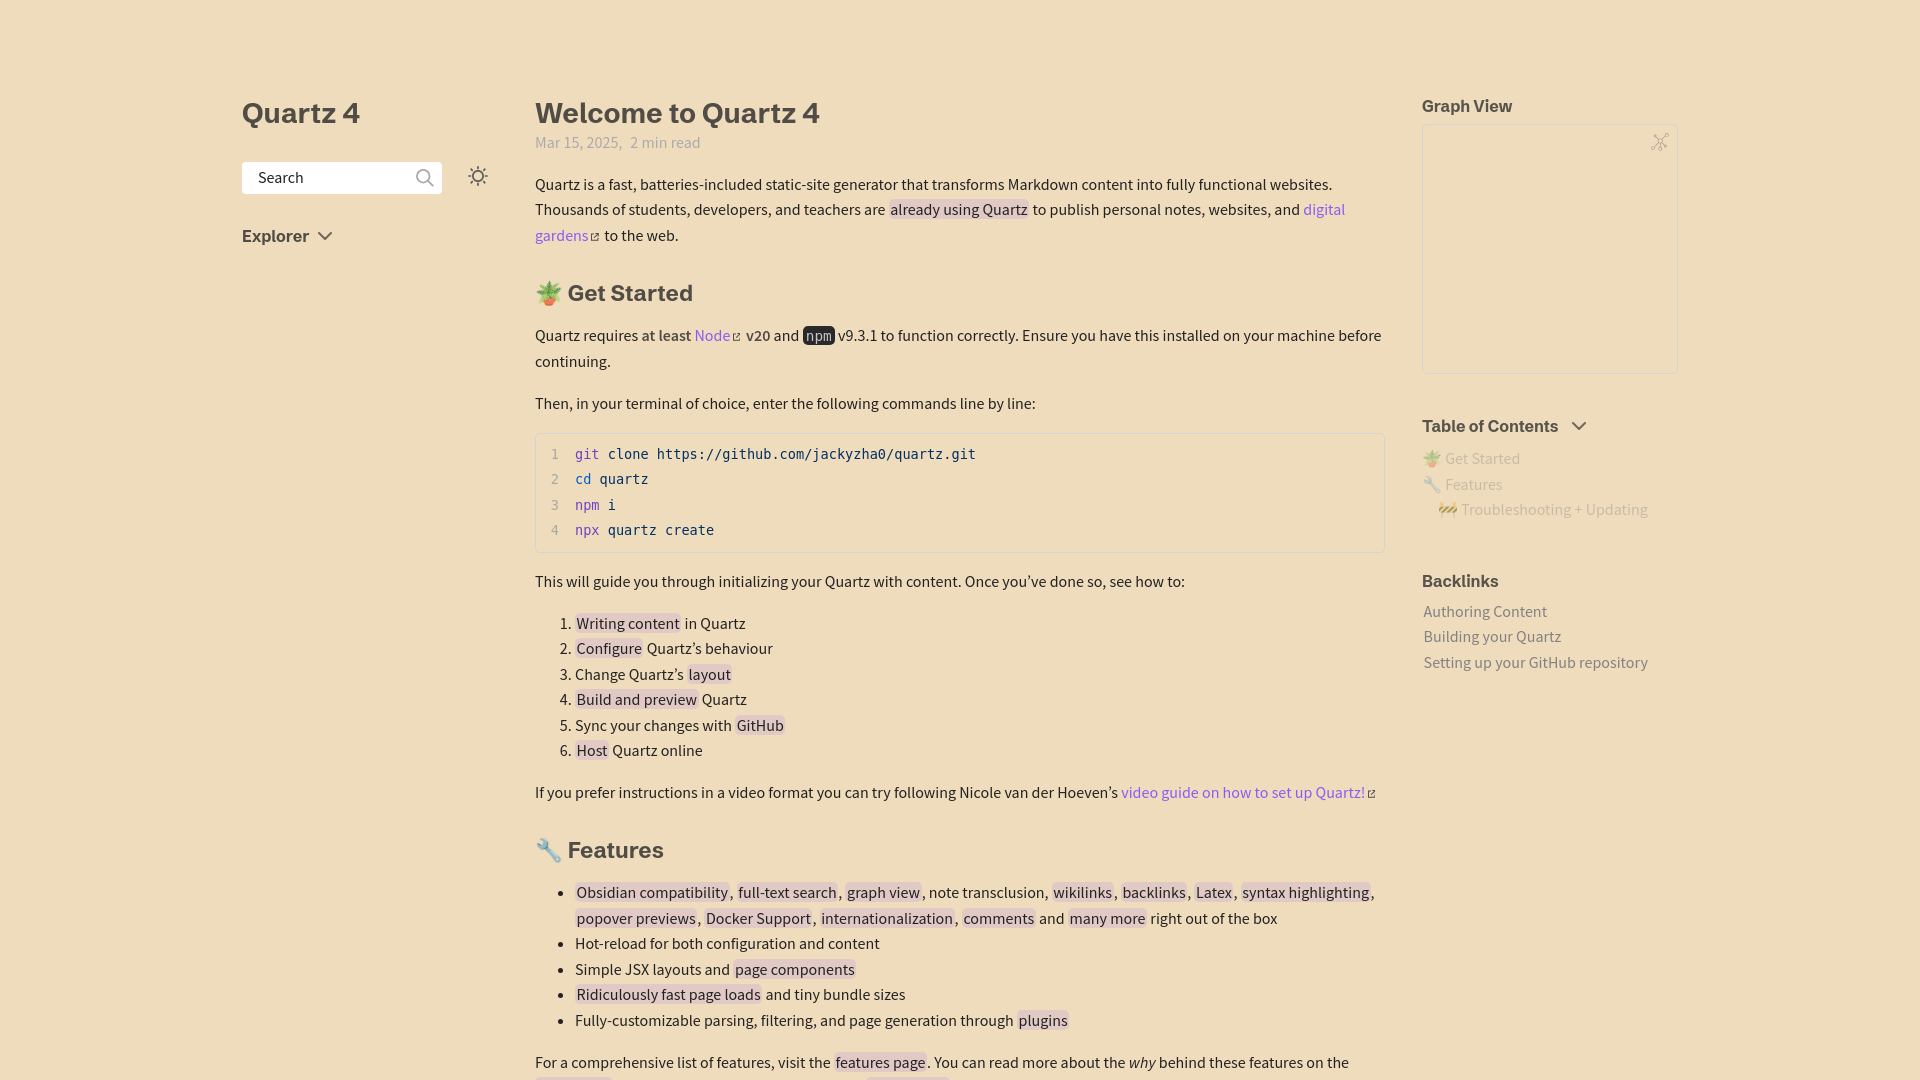 Quartz 4
Search
Explorer
Welcome to Quartz 4
Mar 15, 2025, 2 min read
Quartz is a fast, batteries-included static-site generator that transforms Markdown content into fully functional websites.
Thousands of students, developers, and teachers are already using Quartz to publish personal notes, websites, and digital
gardens to the web.
🪴 Get Started
Quartz requires at least Node v20 and npm v9.3.1 to function correctly. Ensure you have this installed on your machine before
continuing.
Then, in your terminal of choice, enter the following commands line by line:
1 git clone https://github.com/jackyzha0/quartz.git
2 cd quartz
3 npm i
4 npx quartz create
This will guide you through initializing your Quartz with content. Once you’ve done so, see how to:
1. Writing content in Quartz
2. Configure Quartz’s behaviour
3. Change Quartz’s layout
4. Build and preview Quartz
5. Sync your changes with GitHub
6. Host Quartz online
If you prefer instructions in a video format you can try following Nicole van der Hoeven’s video guide on how to set up Quartz!
🔧 Features
• Obsidian compatibility, full-text search, graph view, note transclusion, wikilinks, backlinks, Latex, syntax highlighting,
popover previews, Docker Support, internationalization, comments and many more right out of the box
• Hot-reload for both configuration and content
• Simple JSX layouts and page components
• Ridiculously fast page loads and tiny bundle sizes
• Fully-customizable parsing, filtering, and page generation through plugins
For a comprehensive list of features, visit the features page. You can read more about the why behind these features on the
Graph View
Table of Contents
🪴 Get Started
🔧 Features
🚧 Troubleshooting + Updating
Backlinks
Authoring Content
Building your Quartz
Setting up your GitHub repository